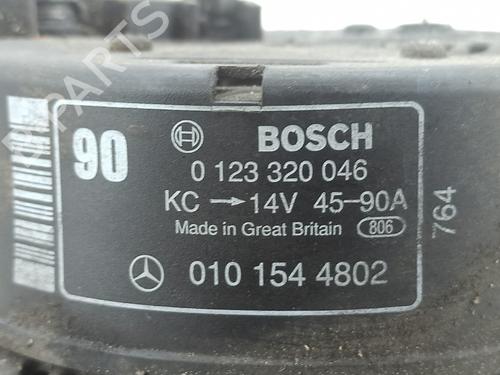 90
BOSCH
0 123 320 046
KC → 14V 45-90A
Made in Great Britain 806
010 154 4802
764
PARTS